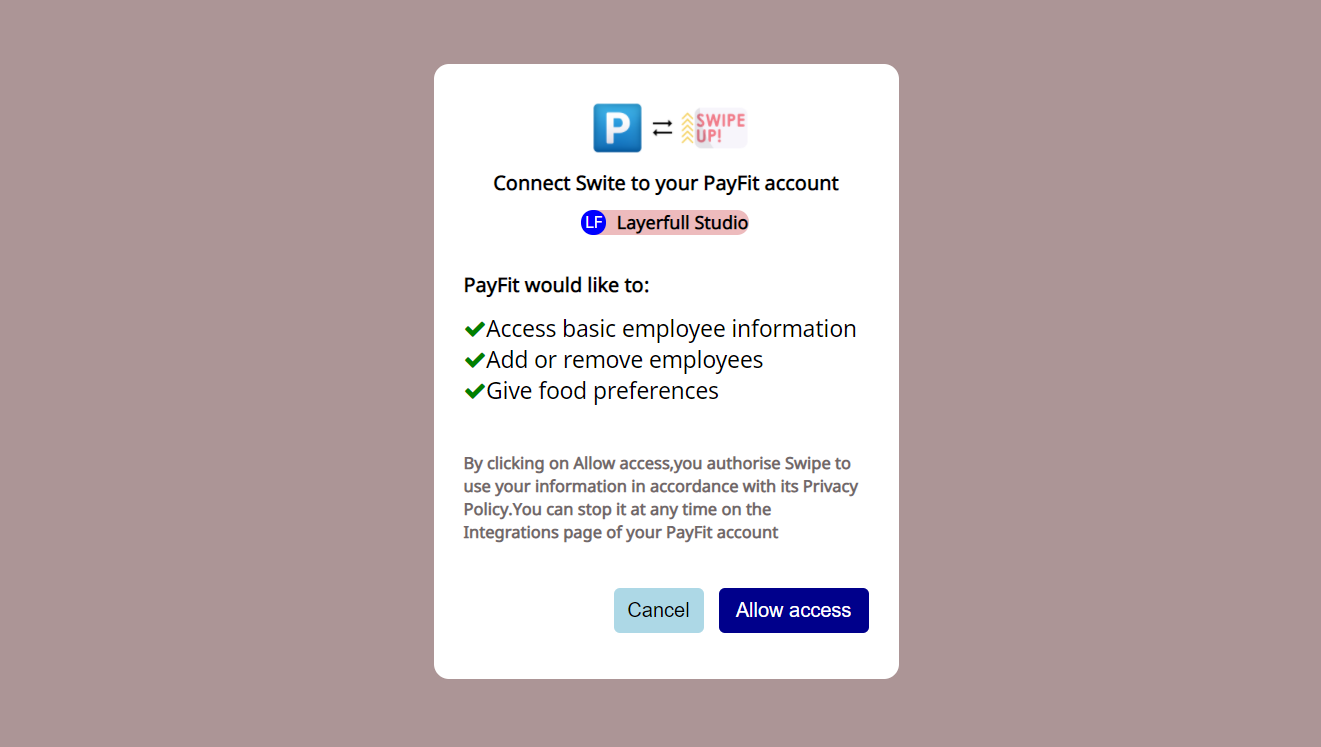 P
SWIPE
UP!
Connect Swite to your PayFit account
LF Layerfull Studio
PayFit would like to:
Access basic employee information
Add or remove employees
Give food preferences
By clicking on Allow access,you authorise Swipe to
use your information in accordance with its Privacy
Policy.You can stop it at any time on the
Integrations page of your PayFit account
Cancel Allow access